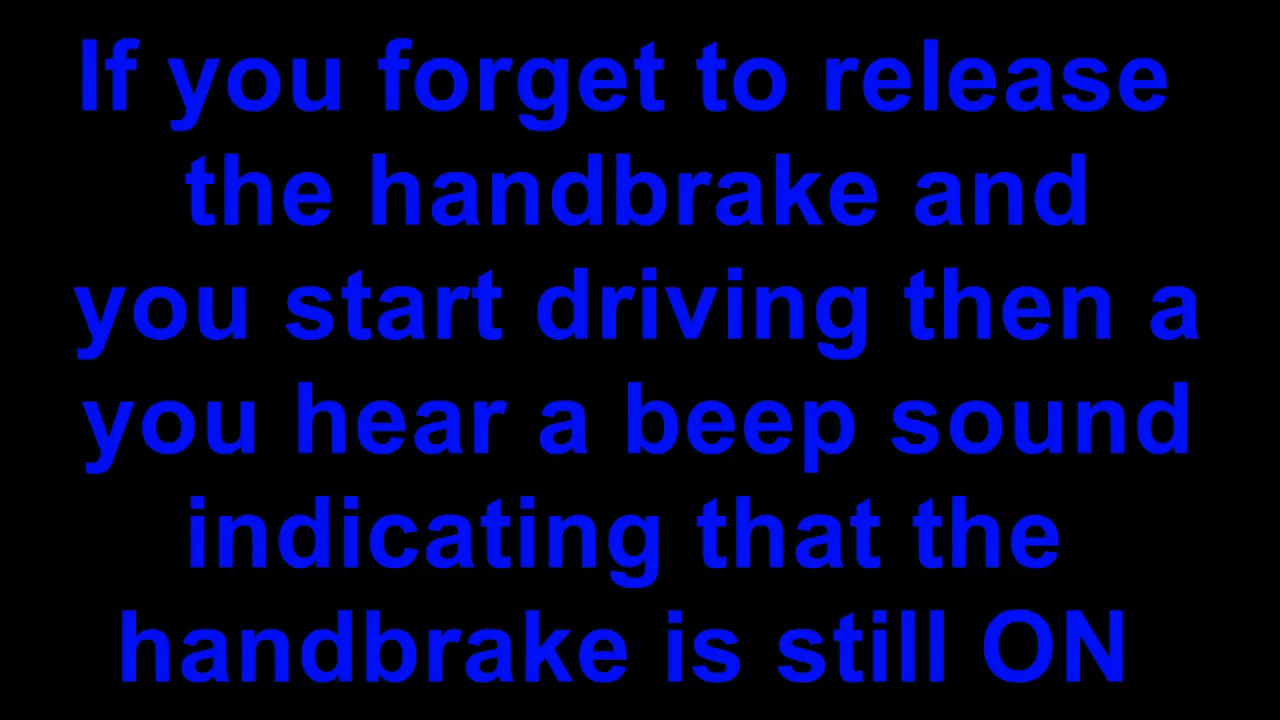 If you forget to release
the handbrake and
you start driving then a
you hear a beep sound
indicating that the
handbrake is still ON